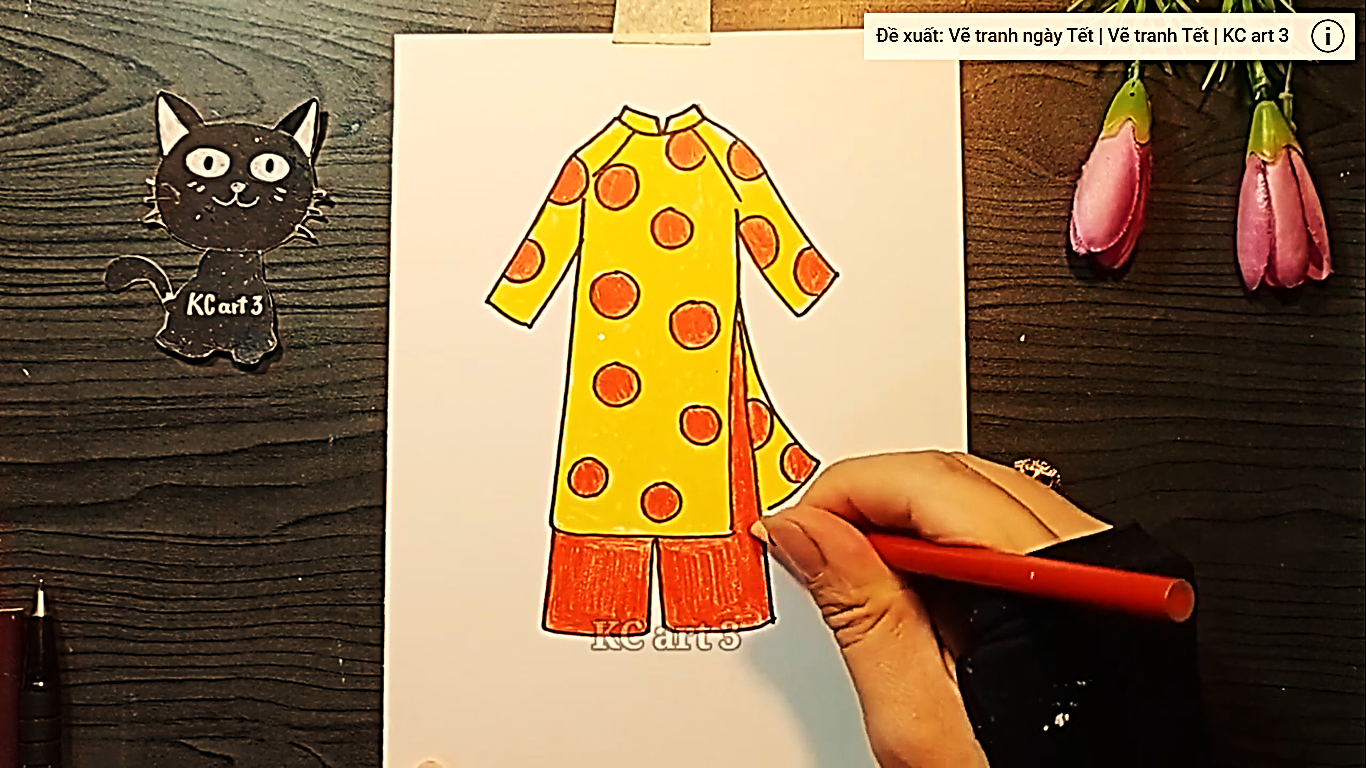 Đề xuất: Vẽ tranh ngày Tết | Vẽ tranh Tết | KC art 3
KC art 3
KC art 3